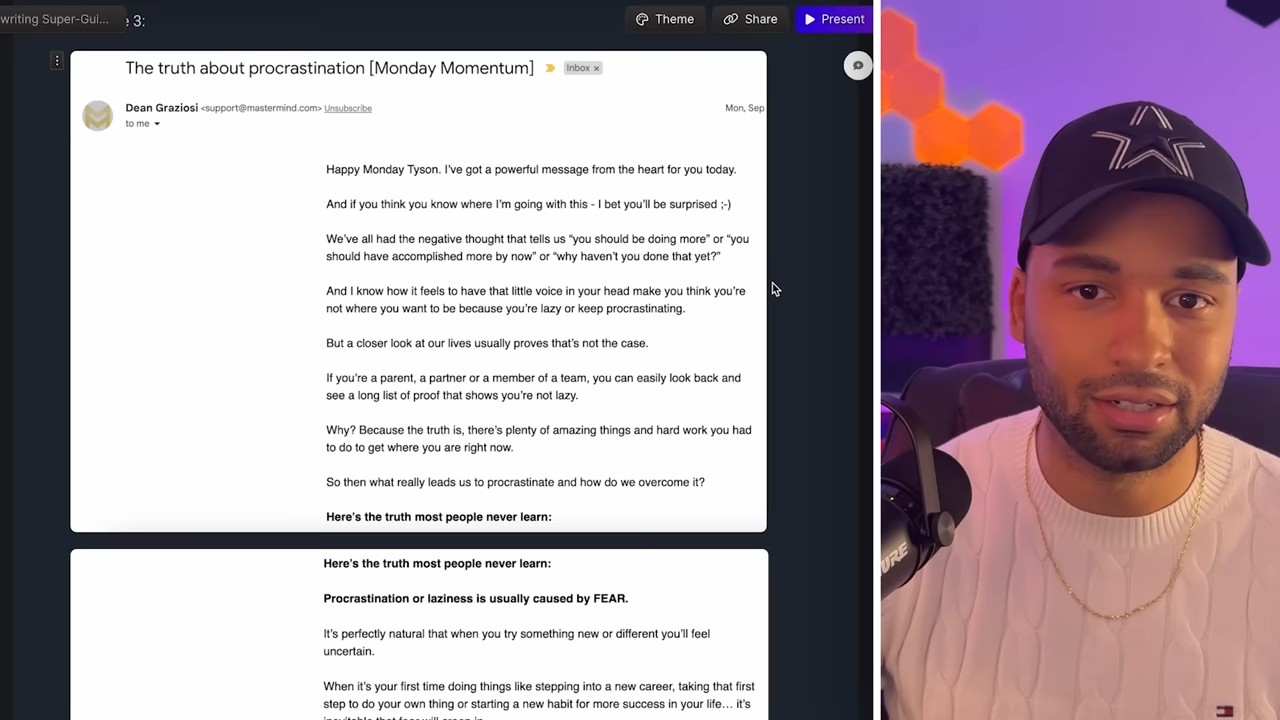 writing Super-Gui... e 3:
Theme
Share
Present
The truth about procrastination [Monday Momentum]
Inbox ×
Dean Graziosi <support@mastermind.com> Unsubscribe
Mon, Sep
to me
Happy Monday Tyson. I've got a powerful message from the heart for you today.
And if you think you know where I'm going with this - I bet you'll be surprised ;-)
We've all had the negative thought that tells us “you should be doing more” or “you
should have accomplished more by now” or “why haven't you done that yet?”
And I know how it feels to have that little voice in your head make you think you're
not where you want to be because you're lazy or keep procrastinating.
But a closer look at our lives usually proves that's not the case.
If you're a parent, a partner or a member of a team, you can easily look back and
see a long list of proof that shows you're not lazy.
Why? Because the truth is, there's plenty of amazing things and hard work you had
to do to get where you are right now.
So then what really leads us to procrastinate and how do we overcome it?
Here's the truth most people never learn:
Here's the truth most people never learn:
Procrastination or laziness is usually caused by FEAR.
It's perfectly natural that when you try something new or different you'll feel
uncertain.
When it's your first time doing things like stepping into a new career, taking that first
step to do your own thing or starting a new habit for more success in your life… it's
inevitable that fear will creep in
URE